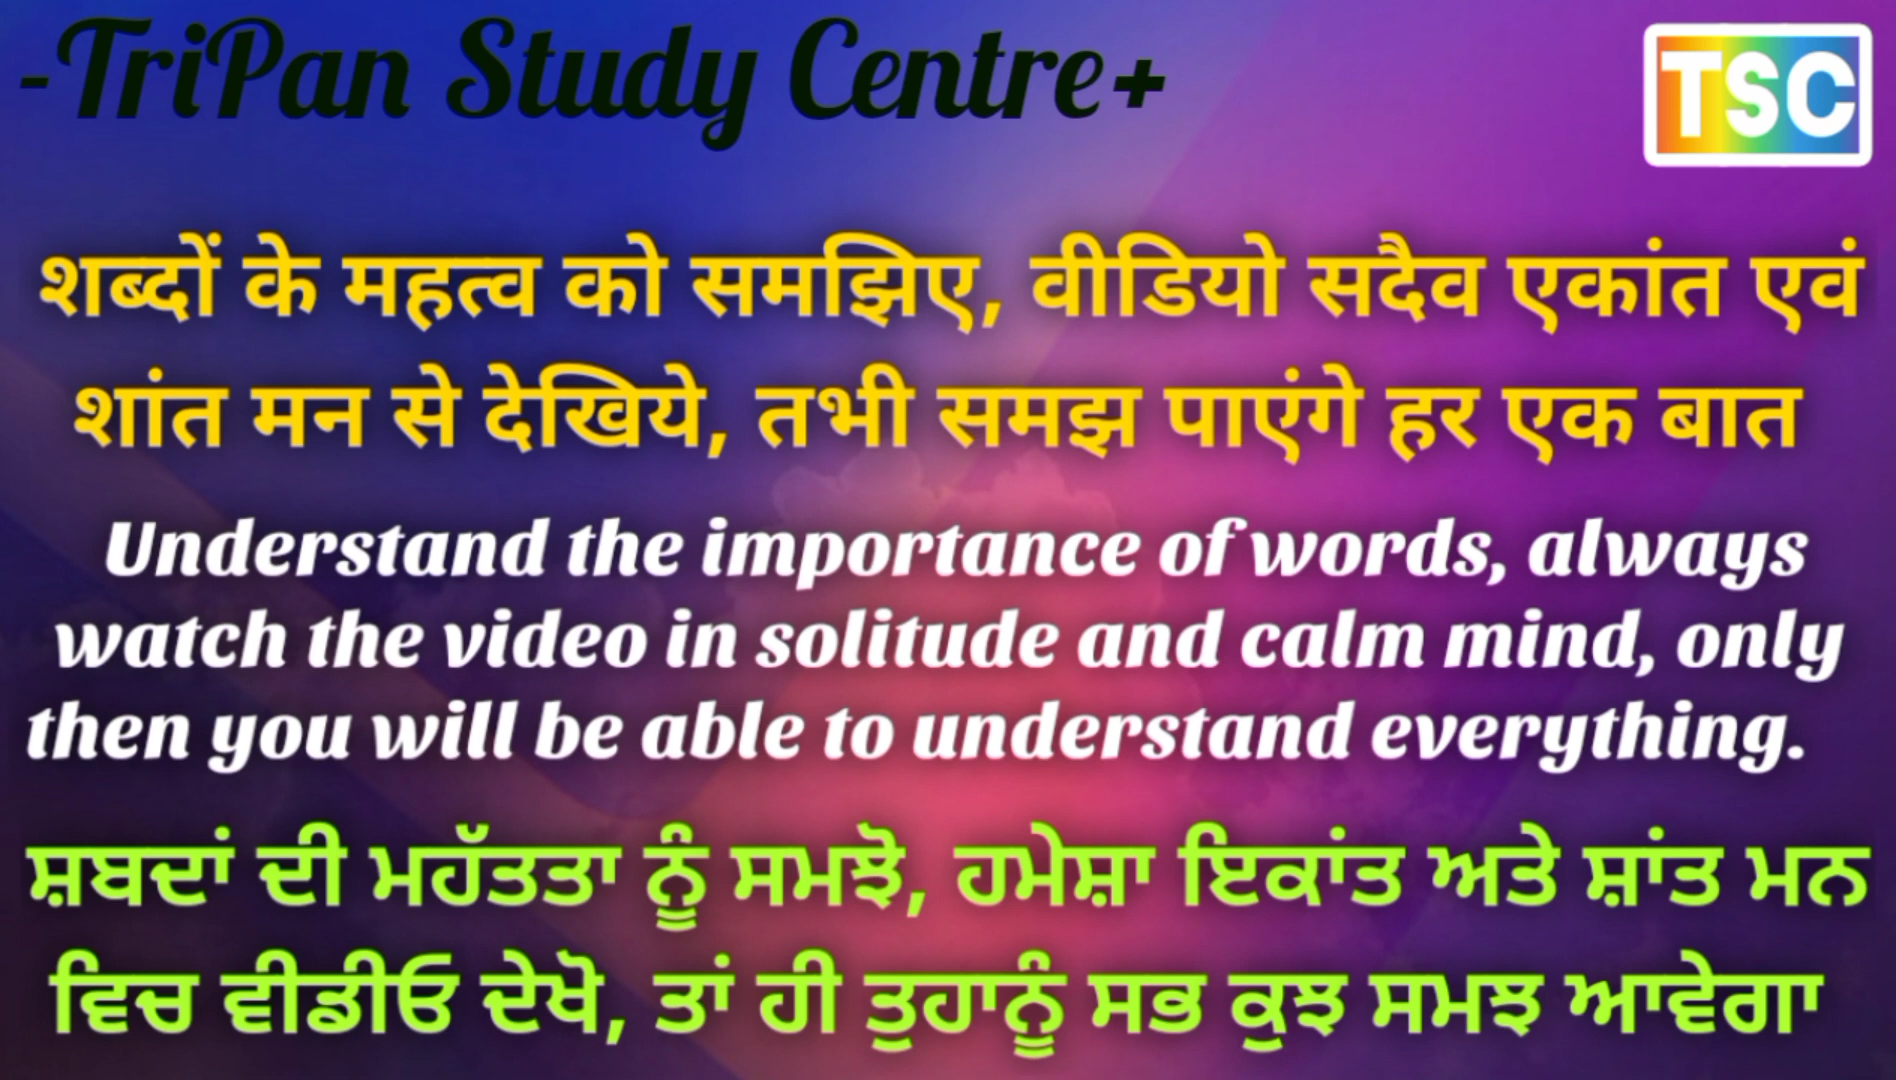 -TriPan Study Centre+
TSC
शब्दों के महत्व को समझिए, वीडियो सदैव एकांत एवं
शांत मन से देखिये, तभी समझ पाएंगे हर एक बात
Understand the importance of words, always
watch the video in solitude and calm mind, only
then you will be able to understand everything.
ਸ਼ਬਦਾਂ ਦੀ ਮਹੱਤਤਾ ਨੂੰ ਸਮਝੋ, ਹਮੇਸ਼ਾ ਇਕਾਂਤ ਅਤੇ ਸ਼ਾਂਤ ਮਨ
ਵਿਚ ਵੀਡੀਓ ਦੇਖੋ, ਤਾਂ ਹੀ ਤੁਹਾਨੂੰ ਸਭ ਕੁਝ ਸਮਝ ਆਵੇਗਾ